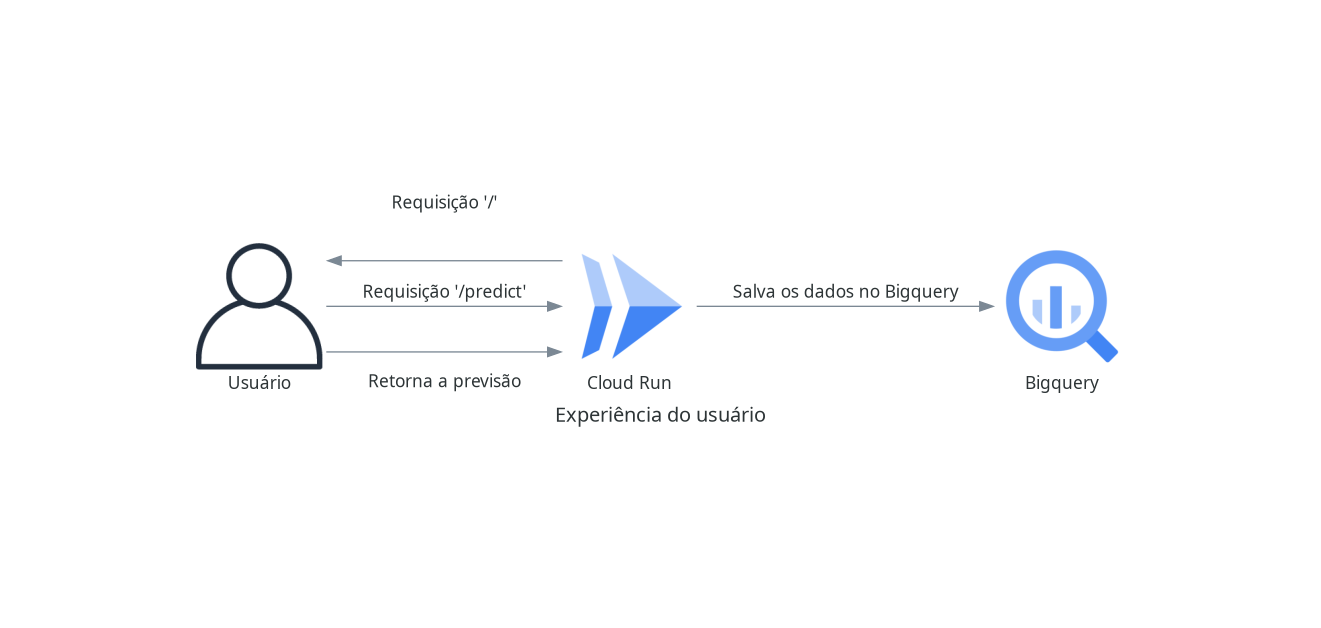 Requisição '/'
Requisição '/predict'
Salva os dados no Bigquery
Retorna a previsão
Usuário
Cloud Run
Bigquery
Experiência do usuário